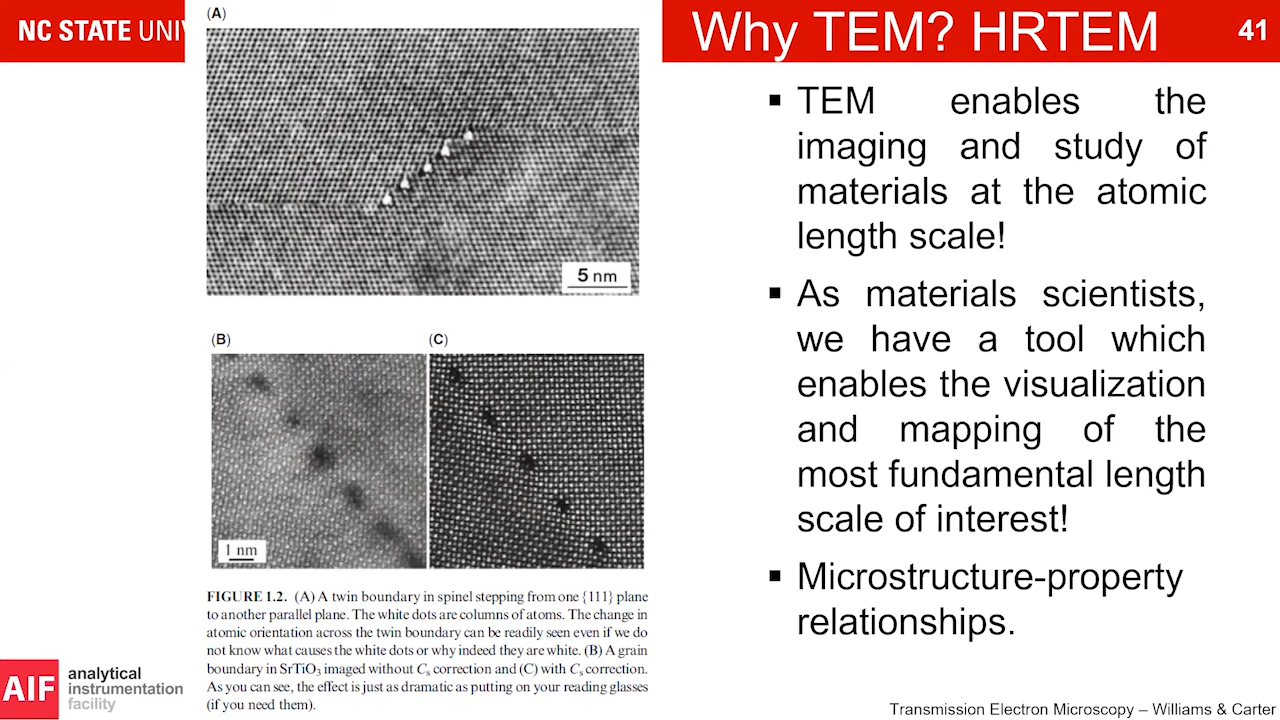 NC STATE UNIV
Why TEM? HRTEM
41
(A)
5 nm
(B)
(C)
1 nm
FIGURE 1.2. (A) A twin boundary in spinel stepping from one {111} plane
to another parallel plane. The white dots are columns of atoms. The change in
atomic orientation across the twin boundary can be readily seen even if we do
not know what causes the white dots or why indeed they are white. (B) A grain
boundary in SrTiO3 imaged without Cs correction and (C) with Cs correction.
As you can see, the effect is just as dramatic as putting on your reading glasses
(if you need them).
▪ TEM enables the
imaging and study of
materials at the atomic
length scale!
▪ As materials scientists,
we have a tool which
enables the visualization
and mapping of the
most fundamental length
scale of interest!
▪ Microstructure-property
relationships.
AIF
analytical
instrumentation
facility
Transmission Electron Microscopy – Williams & Carter